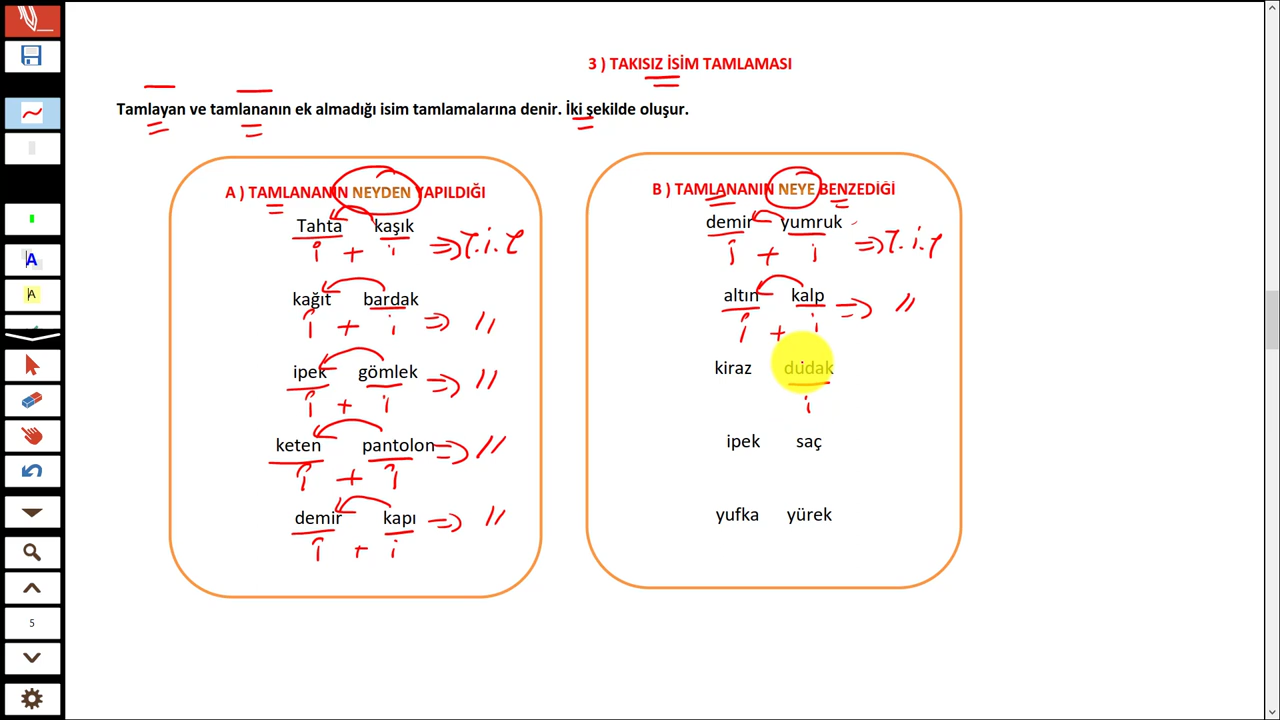 3 ) TAKISIZ İSİM TAMLAMASI
Tamlayan ve tamlananın ek almadığı isim tamlamalarına denir. İki şekilde oluşur.
A ) TAMLANANIN NEYDEN YAPILDIĞI
Tahta kaşık
i + i => T.i.T
kağıt bardak
i + i => //
ipek gömlek
i + i => //
keten pantolon
i + i => //
demir kapı
i + i => //
B ) TAMLANANIN NEYE BENZEDİĞİ
demir yumruk
i + i => T.i.T
altın kalp
i + i => //
kiraz dudak
i
ipek saç
yufka yürek
A
A
5